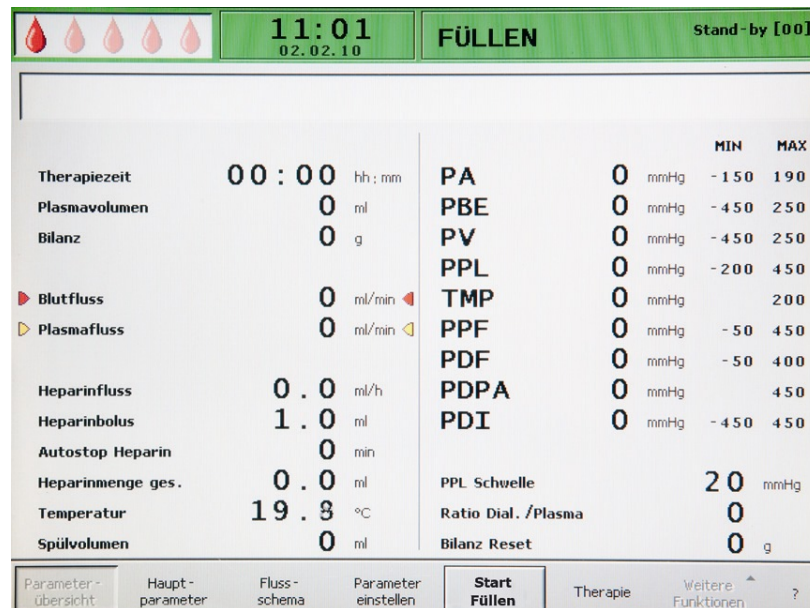 11:01
02.02.10
FÜLLEN
Stand-by [00]
MIN MAX
Therapiezeit 00:00 hh:mm
Plasmavolumen 0 ml
Bilanz 0 g
Blutfluss 0 ml/min
Plasmafluss 0 ml/min
Heparinfluss 0.0 ml/h
Heparinbolus 1.0 ml
Autostop Heparin 0 min
Heparinmenge ges. 0.0 ml
Temperatur 19.8 °C
Spülvolumen 0 ml
PA 0 mmHg -150 190
PBE 0 mmHg -450 250
PV 0 mmHg -450 250
PPL 0 mmHg -200 450
TMP 0 mmHg 200
PPF 0 mmHg -50 450
PDF 0 mmHg -50 400
PDPA 0 mmHg 450
PDI 0 mmHg -450 450
PPL Schwelle 20 mmHg
Ratio Dial./Plasma 0
Bilanz Reset 0 g
Parameter-
übersicht
Haupt-
parameter
Fluss-
schema
Parameter
einstellen
Start
Füllen
Therapie
Weitere
Funktionen
?